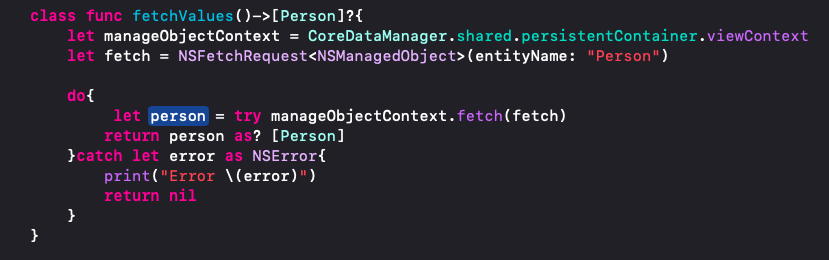 class func fetchValues()->[Person]?{
let manageObjectContext = CoreDataManager.shared.persistentContainer.viewContext
let fetch = NSFetchRequest<NSManagedObject>(entityName: "Person")
do{
let person = try manageObjectContext.fetch(fetch)
return person as? [Person]
}catch let error as NSError{
print("Error \(error)")
return nil
}
}